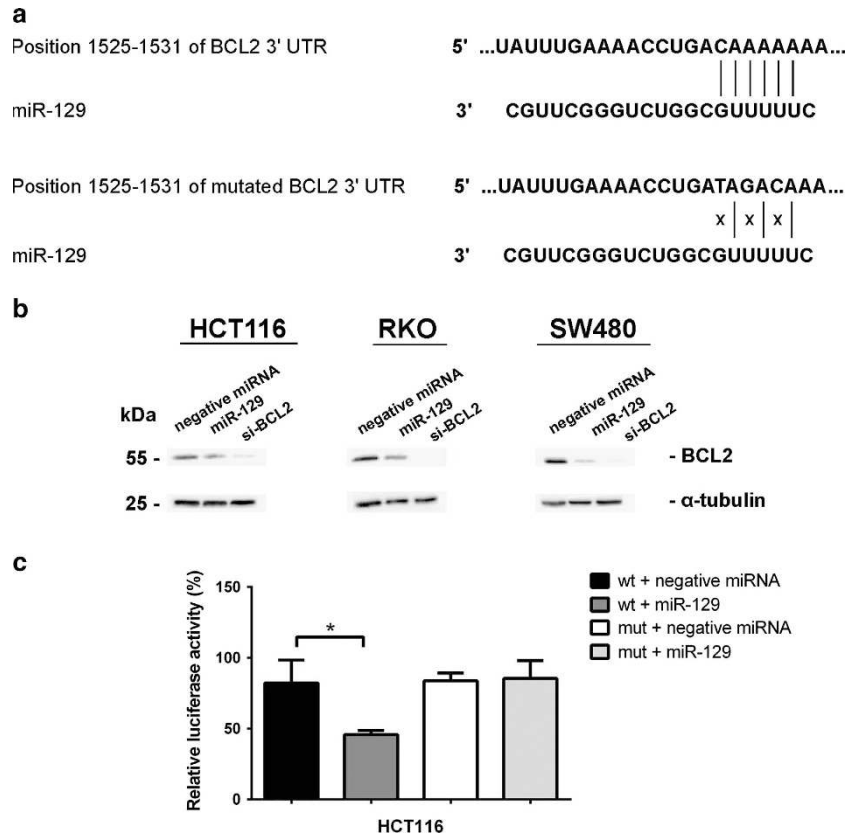 a
Position 1525-1531 of BCL2 3' UTR 5' ...UAUUUGAAAACCUGACAAAAAAA...
miR-129 3' CGUUCGGGUCUGGCGUUUUUC
Position 1525-1531 of mutated BCL2 3' UTR 5' ...UAUUUGAAAACCUGATAGACAAA...
x x x
miR-129 3' CGUUCGGGUCUGGCGUUUUUC
b
HCT116 RKO SW480
kDa negative miRNA miR-129 si-BCL2 negative miRNA miR-129 si-BCL2 negative miRNA miR-129 si-BCL2
55 - - BCL2
25 - - α-tubulin
c
Relative luciferase activity (%)
150
100
50
0
*
HCT116
wt + negative miRNA
wt + miR-129
mut + negative miRNA
mut + miR-129